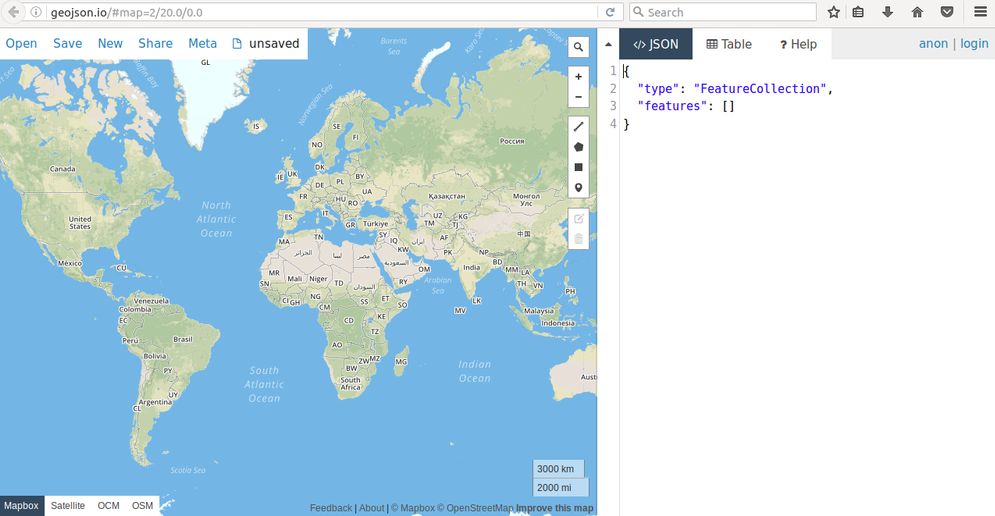 geojson.io/#map=2/20.0/0.0
Search
Open Save New Share Meta unsaved
</> JSON Table ? Help
anon | login
1 {
2 "type": "FeatureCollection",
3 "features": []
4 }
+
−
GL
Barents
Sea
Kara Sea
Norwegian Sea
IS
SE
FI
NO
Россия
Canada
DK
IE UK
DE PL BY
UA
FR
HU
RO
Қазақстан
Монгол
Улс
United
States
North
Atlantic
Ocean
ES
IT
GR
Türkiye
UZ KG
TM TJ
中国
MA
TN
SY
IQ
ایران
AF
KW
PK
NP
México
الجزائر
ليبيا
مصر
السعودية
BD
CU
MR
Mali
Niger
TD
السودان
RY
OM
Arabian
Sea
India
MM LA
TH VN
PH
SN
CI GH
NG
CM
SS
ET
SO
LK
MV
Venezuela
Colombia
EC
Perú
Brasil
Bolivia
CD
KE
TZ
Malaysia
Indonesia
AO
ZW MZ
BW
MG
PY
UY
Argentina
CL
South
Africa
South
Atlantic
Ocean
Indian
Ocean
Aust
Scotia Sea
3000 km
2000 mi
Mapbox Satellite OCM OSM
Feedback | About | © Mapbox © OpenStreetMap Improve this map